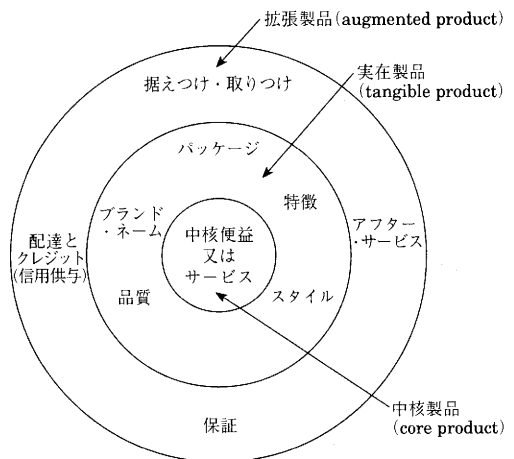 拡張製品(augmented product)
実在製品
(tangible product)
据えつけ・取りつけ
パッケージ
特徴
ブランド
・ネーム
中核便益
又は
サービス
アフター
・サービス
配達と
クレジット
(信用供与)
品質
スタイル
中核製品
(core product)
保証